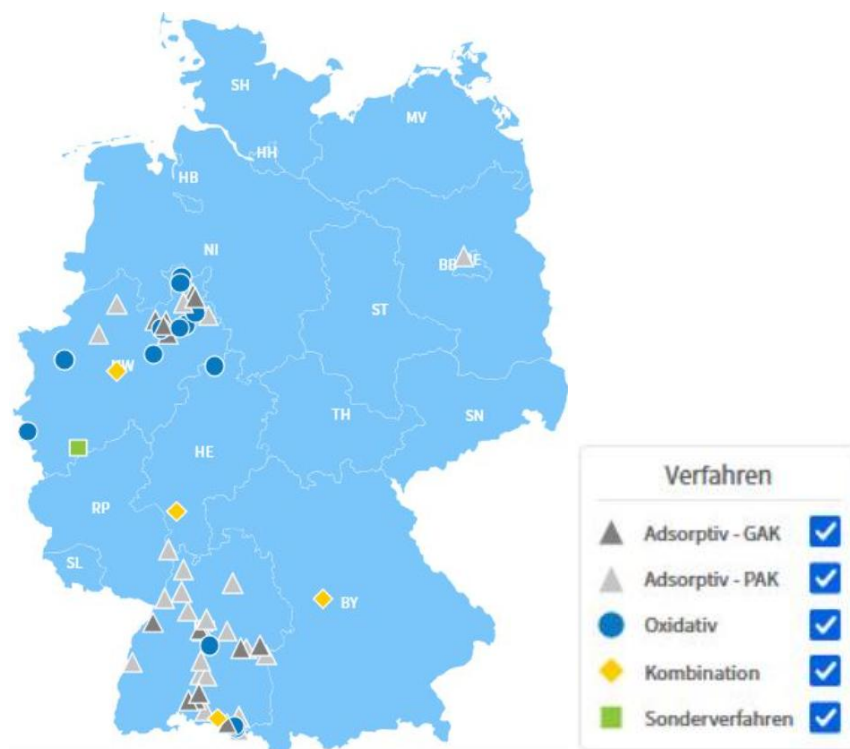 SH
MV
HH
HB
NI
BB
E
ST
NW
TH
SN
HE
RP
SL
BY
Verfahren
Adsorptiv - GAK
Adsorptiv - PAK
Oxidativ
Kombination
Sonderverfahren